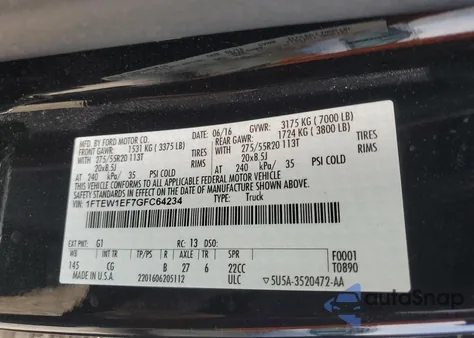 MFD. BY FORD MOTOR CO.
DATE: 06/16 GVWR: 3175 KG (7000 LB)
FRONT GAWR: 1531 KG (3375 LB) REAR GAWR: 1724 KG (3800 LB)
WITH 275/55R20 113T TIRES WITH 275/55R20 113T TIRES
20x8.5J RIMS 20x8.5J RIMS
AT 240 kPa/ 35 PSI COLD AT 240 kPa/ 35 PSI COLD
THIS VEHICLE CONFORMS TO ALL APPLICABLE FEDERAL MOTOR VEHICLE
SAFETY STANDARDS IN EFFECT ON THE DATE OF MANUFACTURE SHOWN ABOVE.
VIN: 1FTEW1EF7GFC64234 TYPE: Truck
EXT PNT: G1 RC: 13 DSO: F0001
WB INT TR TP/PS R AXLE TR SPR T0890
145 CG B 27 6 22CC
MADE IN U.S.A. 2201606205112 ULC 5U5A-3520472-AA
autoSnap